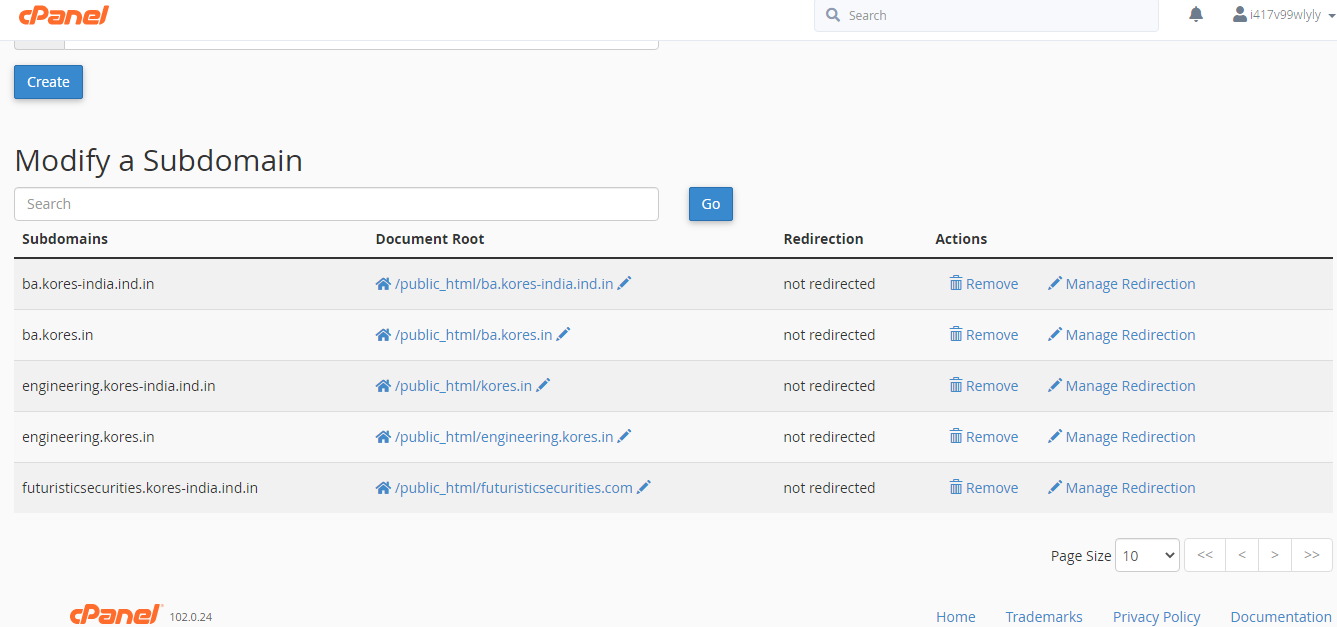 cPanel Search i417v99wlyly
Create
Modify a Subdomain
Search Go
Subdomains Document Root Redirection Actions
ba.kores-india.ind.in /public_html/ba.kores-india.ind.in not redirected Remove Manage Redirection
ba.kores.in /public_html/ba.kores.in not redirected Remove Manage Redirection
engineering.kores-india.ind.in /public_html/kores.in not redirected Remove Manage Redirection
engineering.kores.in /public_html/engineering.kores.in not redirected Remove Manage Redirection
futuristicsecurities.kores-india.ind.in /public_html/futuristicsecurities.com not redirected Remove Manage Redirection
Page Size 10 << < > >>
cPanel 102.0.24 Home Trademarks Privacy Policy Documentation